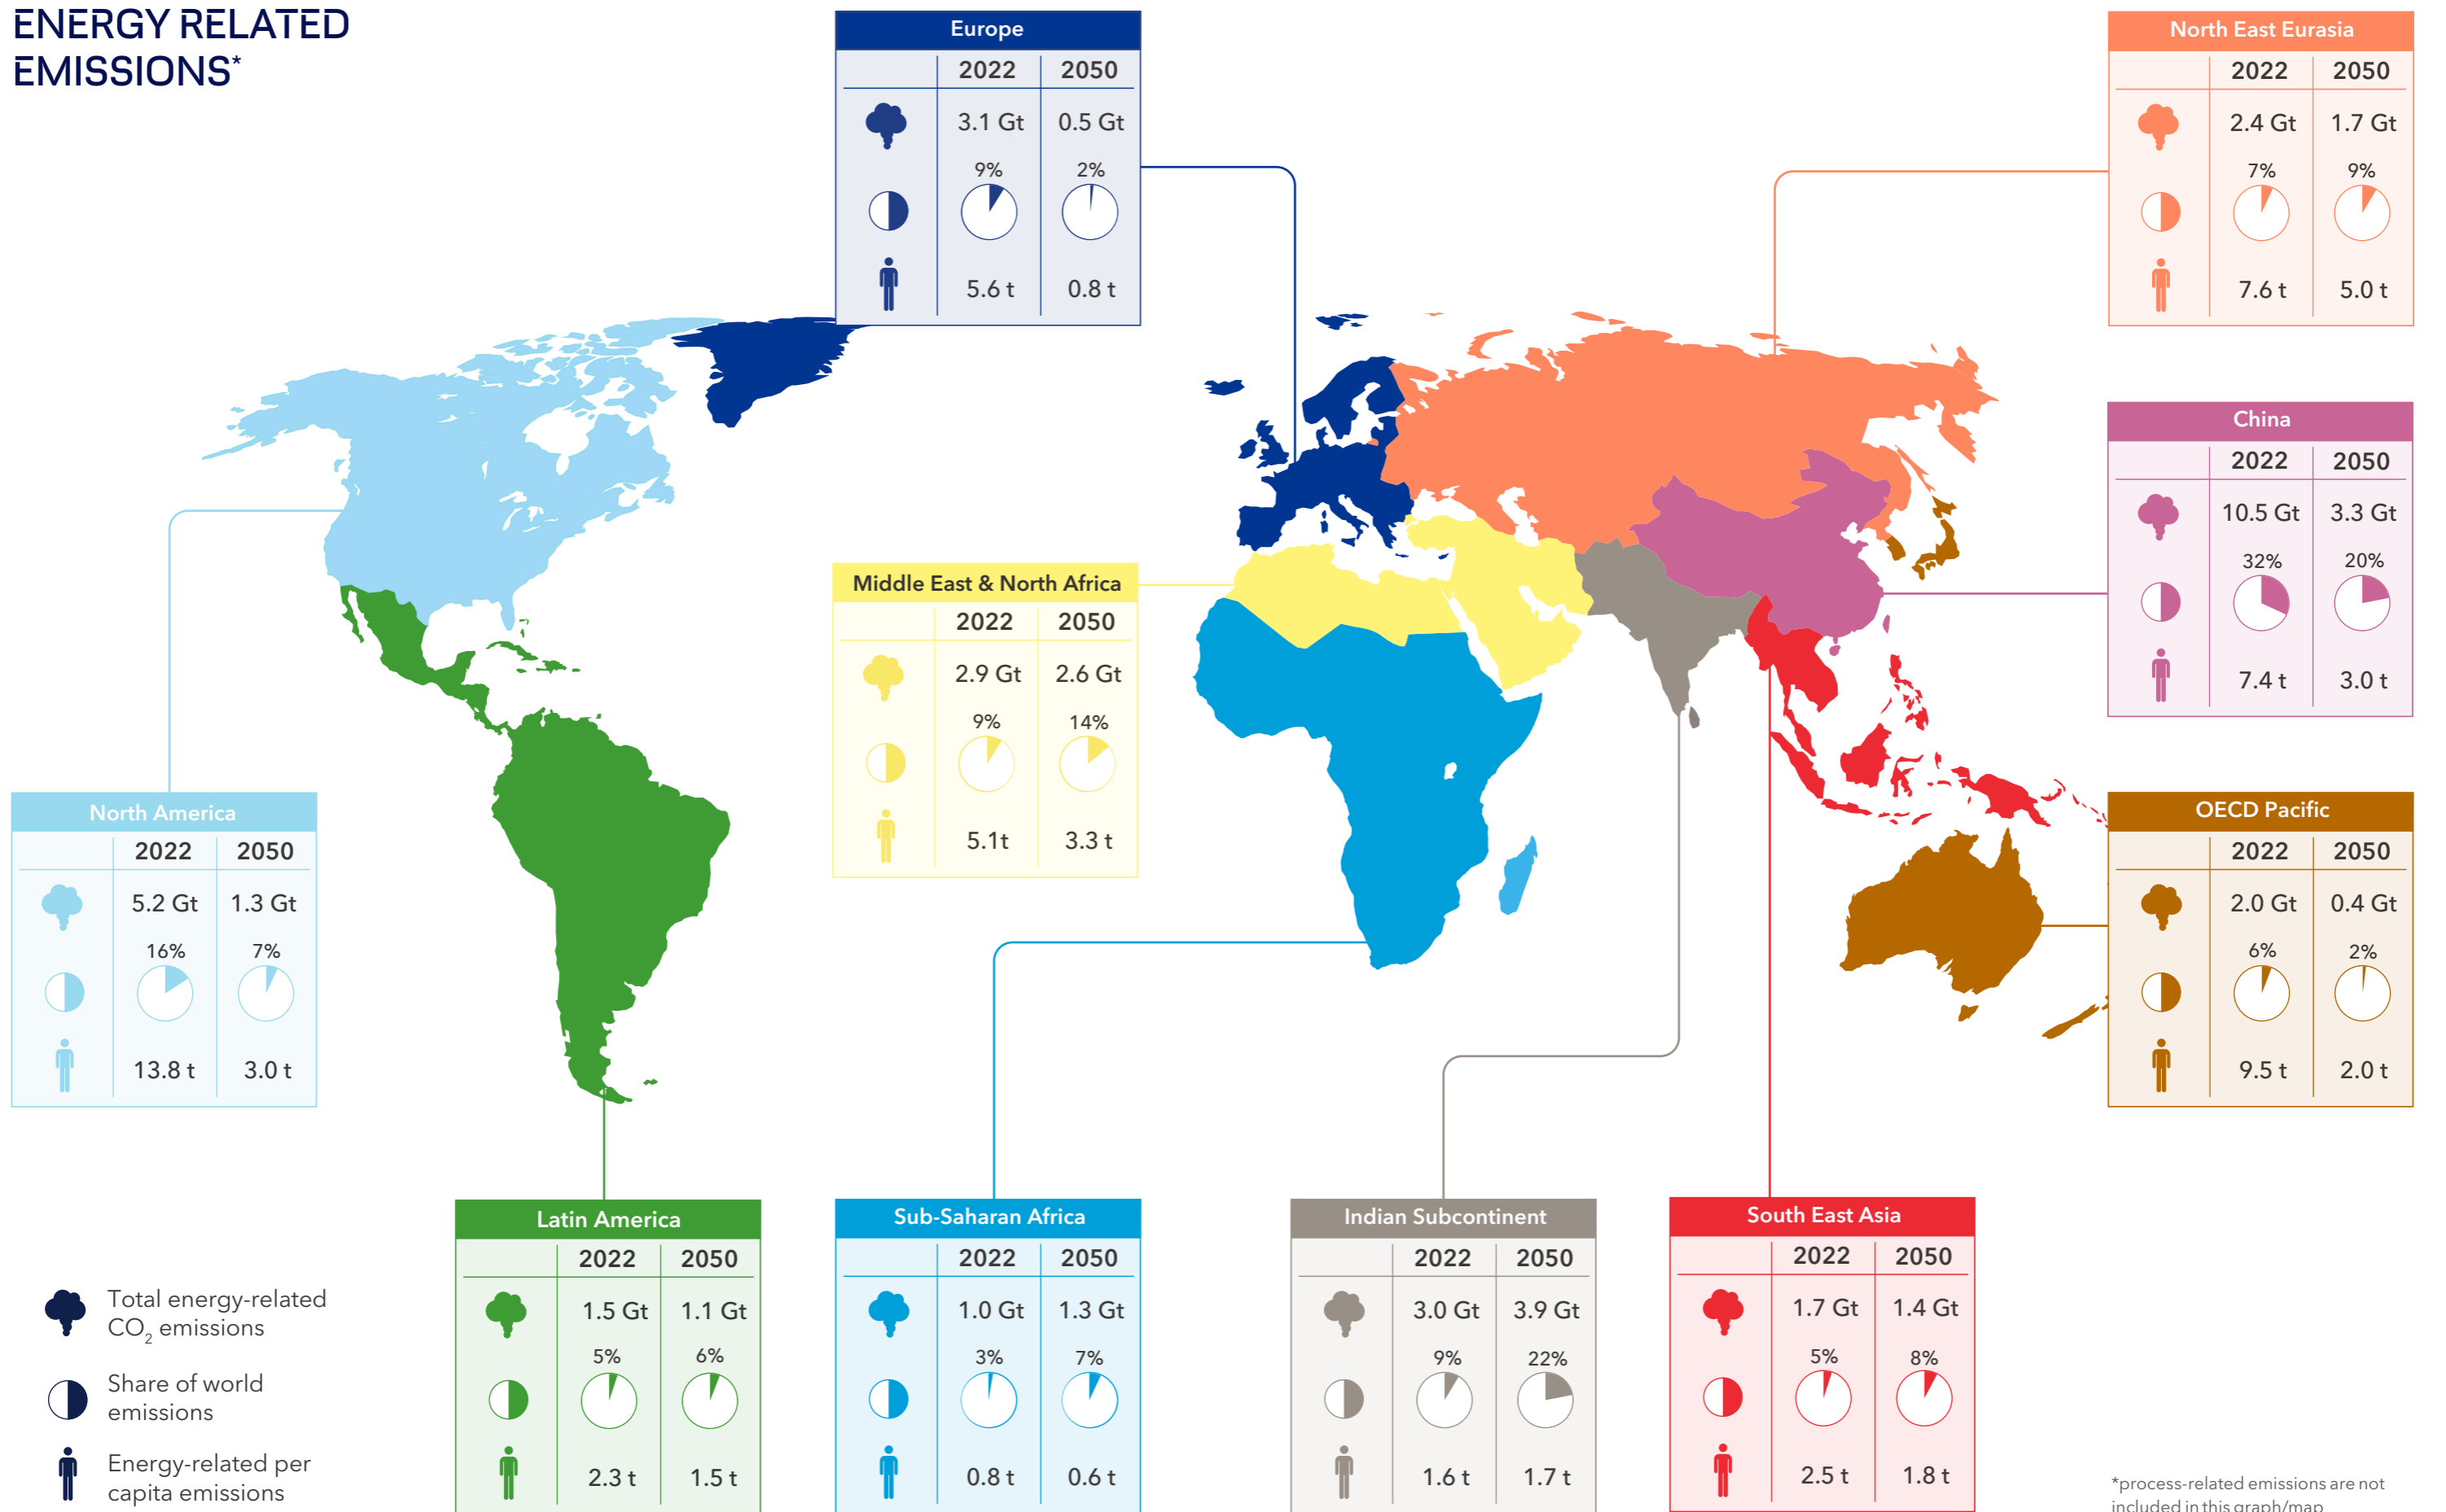 ENERGY RELATED
EMISSIONS*
Europe
2022 2050
3.1 Gt 0.5 Gt
9% 2%
5.6 t 0.8 t
North East Eurasia
2022 2050
2.4 Gt 1.7 Gt
7% 9%
7.6 t 5.0 t
China
2022 2050
10.5 Gt 3.3 Gt
32% 20%
7.4 t 3.0 t
Middle East & North Africa
2022 2050
2.9 Gt 2.6 Gt
9% 14%
5.1t 3.3 t
North America
2022 2050
5.2 Gt 1.3 Gt
16% 7%
13.8 t 3.0 t
OECD Pacific
2022 2050
2.0 Gt 0.4 Gt
6% 2%
9.5 t 2.0 t
Latin America
2022 2050
1.5 Gt 1.1 Gt
5% 6%
2.3 t 1.5 t
Sub-Saharan Africa
2022 2050
1.0 Gt 1.3 Gt
3% 7%
0.8 t 0.6 t
Indian Subcontinent
2022 2050
3.0 Gt 3.9 Gt
9% 22%
1.6 t 1.7 t
South East Asia
2022 2050
1.7 Gt 1.4 Gt
5% 8%
2.5 t 1.8 t
Total energy-related
CO₂ emissions
Share of world
emissions
Energy-related per
capita emissions
*process-related emissions are not
included in this graph/map